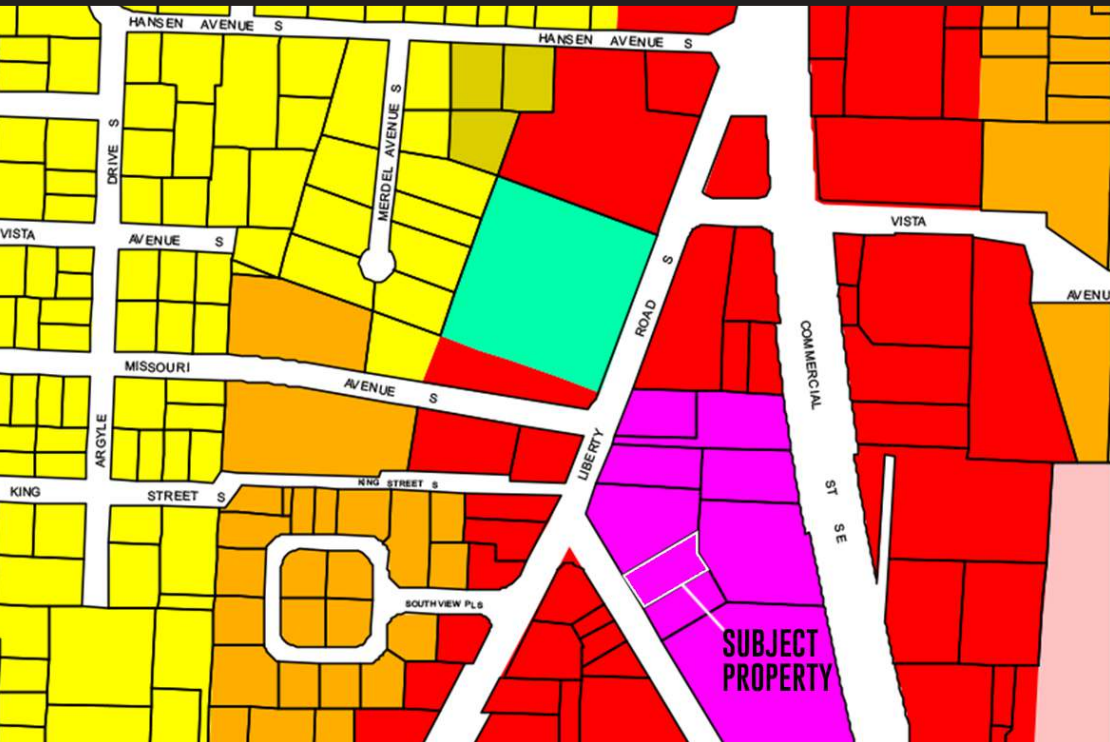 HANSEN AVENUE S
HANSEN AVENUE S
MERDEL AVENUE S
DRIVE S
VISTA
AVENUE S
VISTA
AVENU
ROAD S
COMMERCIAL
ST SE
MISSOURI
AVENUE S
ARGYLE
LIBERTY
KING
STREET S
KING STREET S
SOUTHVIEW PLS
SUBJECT
PROPERTY